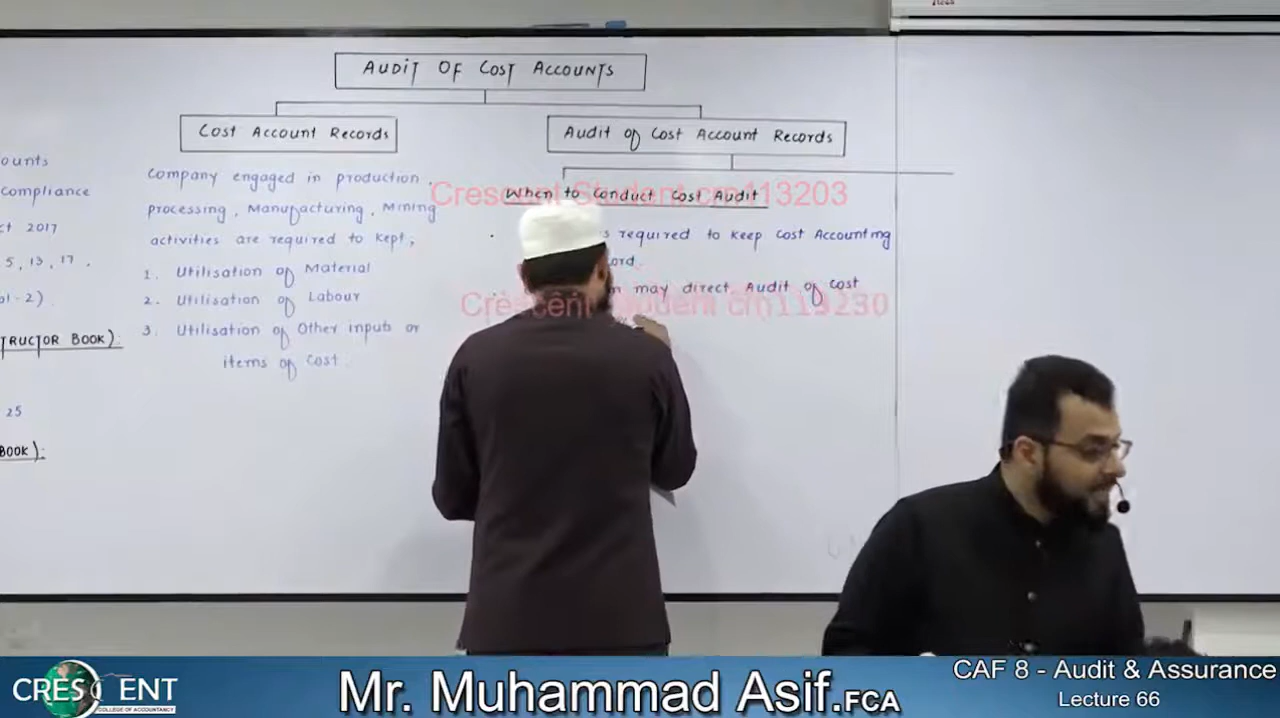 AUDIT OF COST ACCOUNTS
Cost Account Records
Audit of Cost Account Records
ounts
Compliance
ct 2017
5, 13, 17.
ol-2).
TRUCTOR BOOK):
25
BOOK):
Company engaged in production.
processing, Manufacturing, Mining
activities are required to kept;
1. Utilisation of Material
2. Utilisation of Labour
3. Utilisation of Other inputs or
items of Cost.
When to Conduct Cost Audit
s required to keep Cost Accounting
ord.
may direct Audit of cost
Crescent Student crn113203
Crescent Student crn119230
CRESCENT
COLLEGE OF ACCOUNTANCY
Mr. Muhammad Asif.FCA
CAF 8 - Audit & Assurance
Lecture 66